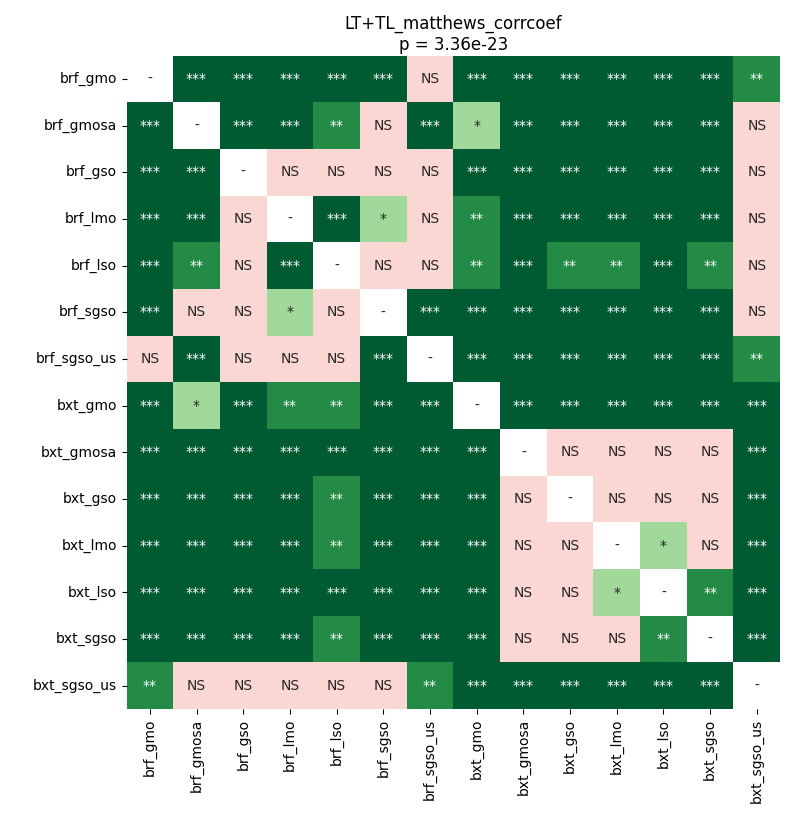 LT+TL_matthews_corrcoef
p = 3.36e-23
brf_gmo - *** *** *** *** *** NS *** *** *** *** *** *** **
brf_gmosa *** - *** *** ** NS *** * *** *** *** *** *** NS
brf_gso *** *** - NS NS NS NS *** *** *** *** *** *** NS
brf_lmo *** *** NS - *** * NS ** *** *** *** *** *** NS
brf_lso *** ** NS *** - NS NS ** *** ** ** *** ** NS
brf_sgso *** NS NS * NS - *** *** *** *** *** *** *** NS
brf_sgso_us NS *** NS NS NS *** - *** *** *** *** *** *** **
bxt_gmo *** * *** ** ** *** *** - *** *** *** *** *** ***
bxt_gmosa *** *** *** *** *** *** *** *** - NS NS NS NS ***
bxt_gso *** *** *** *** ** *** *** *** NS - NS NS NS ***
bxt_lmo *** *** *** *** ** *** *** *** NS NS - * NS ***
bxt_lso *** *** *** *** *** *** *** *** NS NS * - ** ***
bxt_sgso *** *** *** *** ** *** *** *** NS NS NS ** - ***
bxt_sgso_us ** NS NS NS NS NS ** *** *** *** *** *** *** -
brf_gmo
brf_gmosa
brf_gso
brf_lmo
brf_lso
brf_sgso
brf_sgso_us
bxt_gmo
bxt_gmosa
bxt_gso
bxt_lmo
bxt_lso
bxt_sgso
bxt_sgso_us